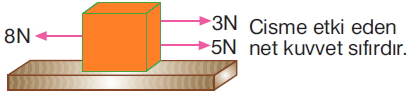 8N
3N
5N
Cisme etki eden
net kuvvet sıfırdır.